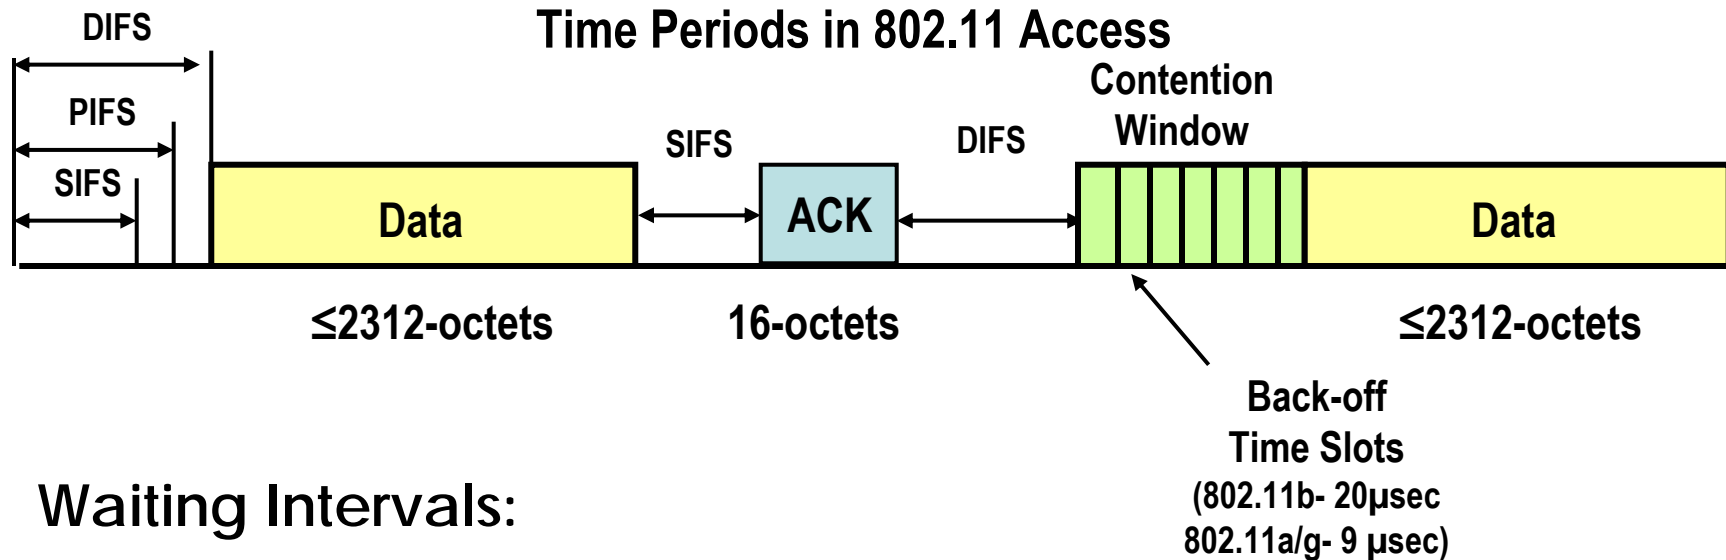 Time Periods in 802.11 Access
DIFS
PIFS
SIFS
Data
SIFS
ACK
DIFS
Contention
Window
Data
≤2312-octets
16-octets
≤2312-octets
Back-off
Time Slots
(802.11b- 20µsec
802.11a/g- 9 µsec)
Waiting Intervals: